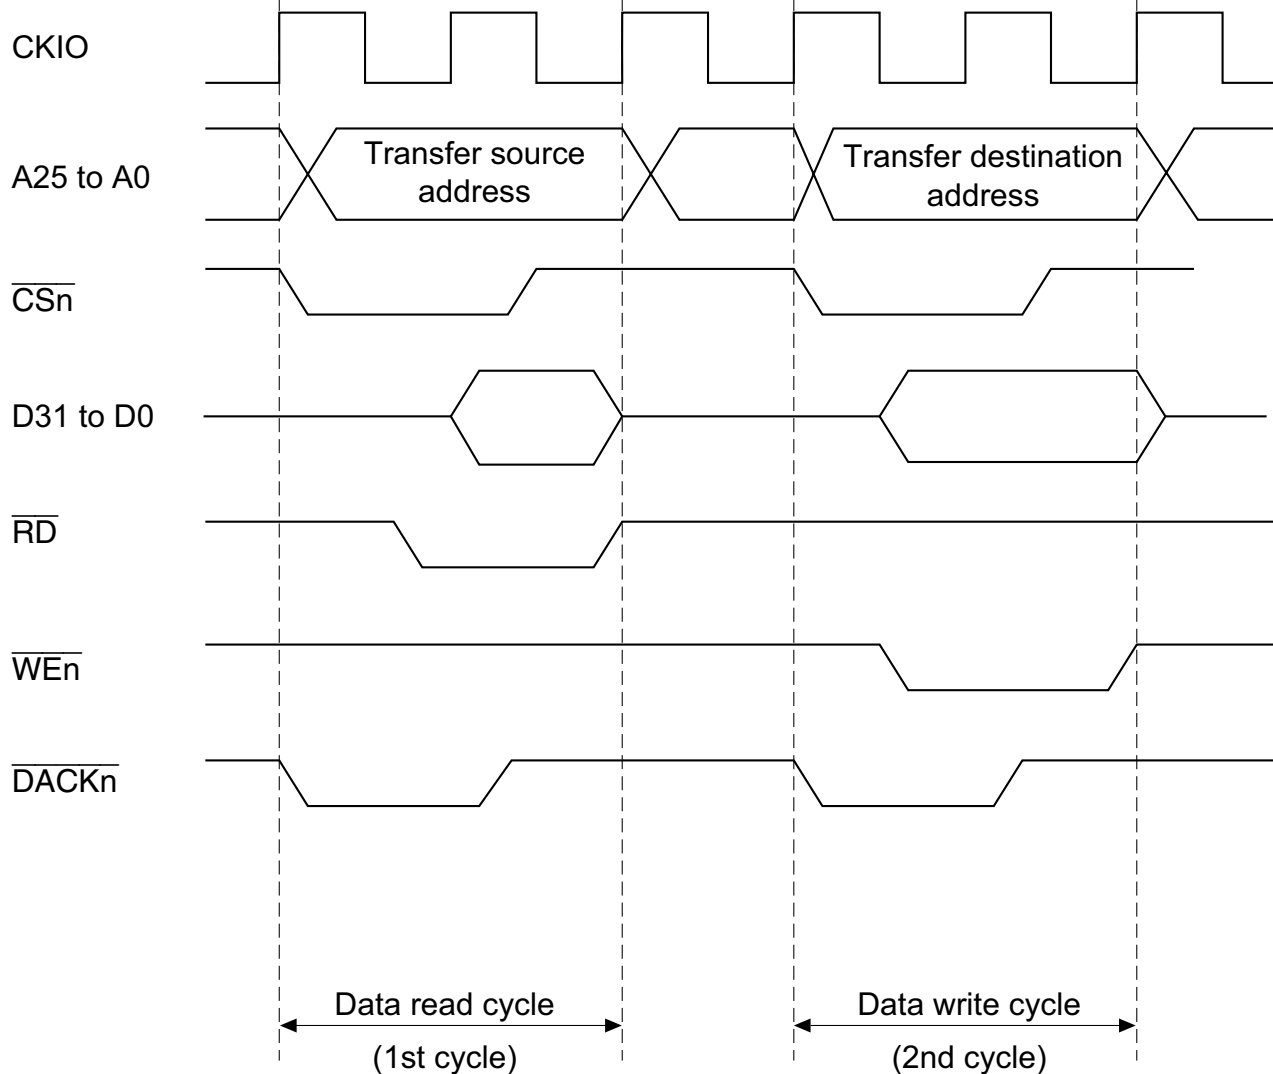 CKIO
A25 to A0
Transfer source
address
Transfer destination
address
CSn
D31 to D0
RD
WEn
DACKn
Data read cycle
(1st cycle)
Data write cycle
(2nd cycle)